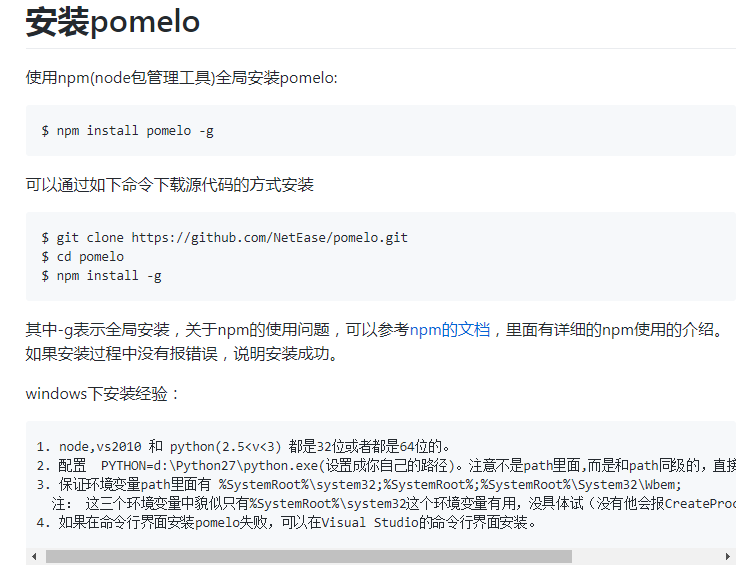 安装pomelo
使用npm(node包管理工具)全局安装pomelo:
$ npm install pomelo -g
可以通过如下命令下载源代码的方式安装
$ git clone https://github.com/NetEase/pomelo.git
$ cd pomelo
$ npm install -g
其中-g表示全局安装，关于npm的使用问题，可以参考npm的文档，里面有详细的npm使用的介绍。
如果安装过程中没有报错误，说明安装成功。
windows下安装经验：
1. node,vs2010 和 python(2.5<v<3) 都是32位或者都是64位的。
2. 配置  PYTHON=d:\Python27\python.exe(设置成你自己的路径)。注意不是path里面,而是和path同级的，直接
3. 保证环境变量path里面有 %SystemRoot%\system32;%SystemRoot%;%SystemRoot%\System32\Wbem;
注： 这三个环境变量中貌似只有%SystemRoot%\system32这个环境变量有用，没具体试（没有他会报CreateProc
4. 如果在命令行界面安装pomelo失败，可以在Visual Studio的命令行界面安装。